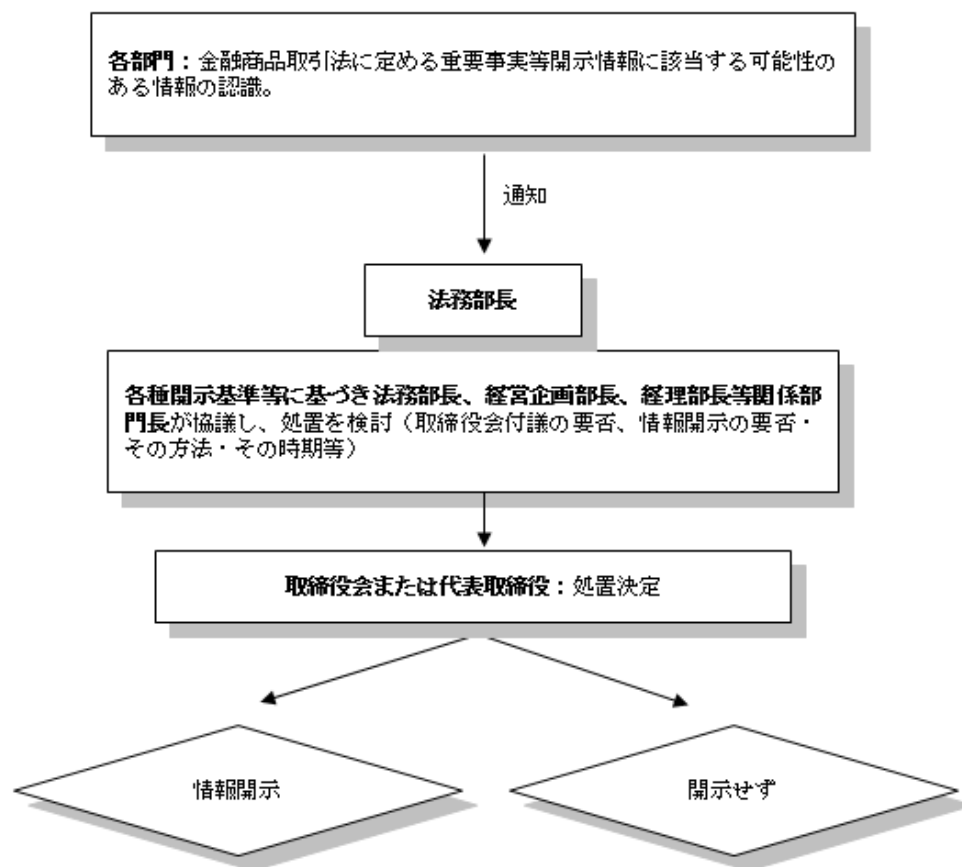 各部門：金融商品取引法に定める重要事実等開示情報に該当する可能性の
ある情報の認識。
通知
法務部長
各種開示基準等に基づき法務部長、経営企画部長、経理部長等関係部
門長が協議し、処置を検討（取締役会付議の要否、情報開示の要否・
その方法・その時期等）
取締役会または代表取締役：処置決定
情報開示
開示せず